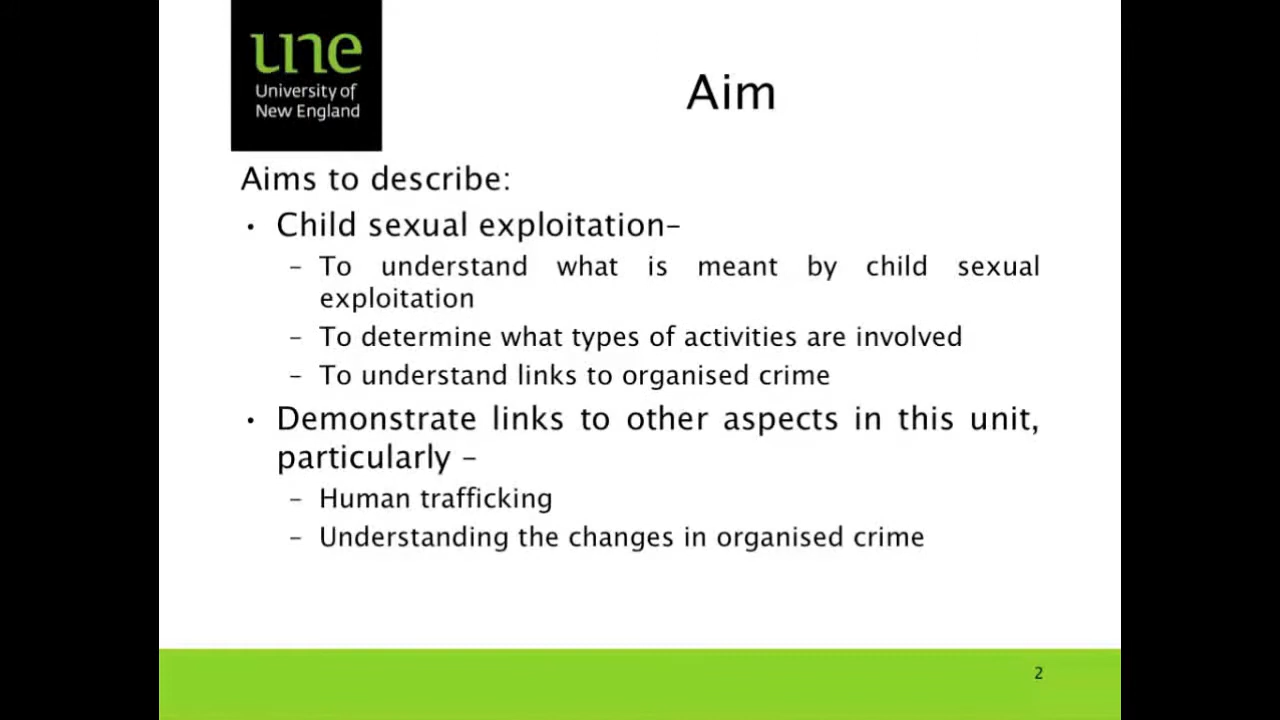 une
University of
New England
Aim
Aims to describe:
• Child sexual exploitation–
– To understand what is meant by child sexual
exploitation
– To determine what types of activities are involved
– To understand links to organised crime
• Demonstrate links to other aspects in this unit,
particularly –
– Human trafficking
– Understanding the changes in organised crime
2